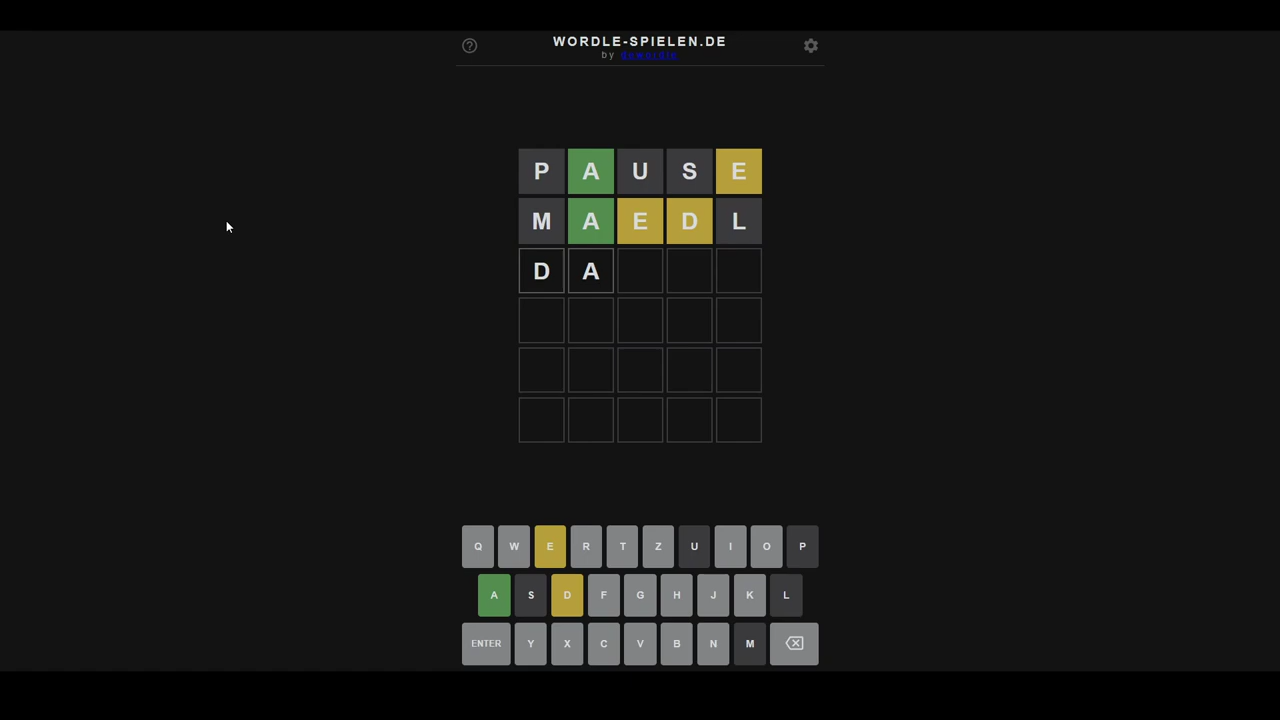 WORDLE-SPIELEN.DE
by
P A U S E
M A E D L
D A
Q W E R T Z U I O P
A S D F G H J K L
ENTER Y X C V B N M